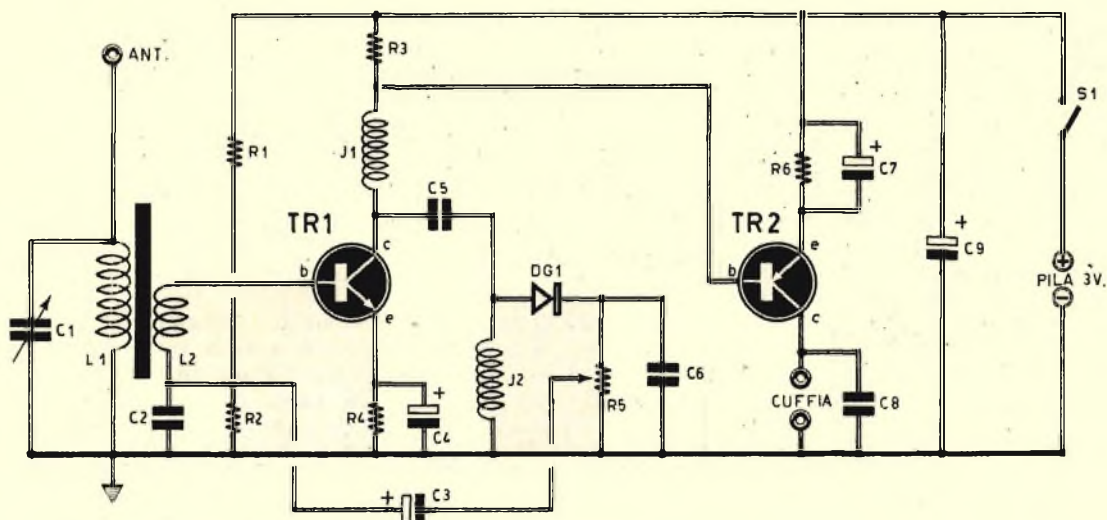 ANT.
R3
S1
R1
J1
C5
R6
+
C7
TR1
TR2
c
b
e
DG1
e
b
c
+
C9
+
PILA 3V.
-
C1
L1
L2
C2
R2
R4
+
C4
J2
R5
C6
CUFFIA
C8
+
C3